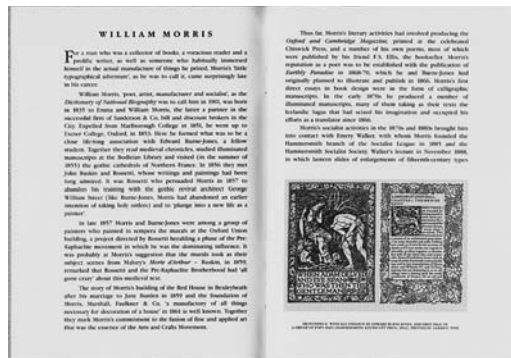 WILLIAM MORRIS
For a man who was a collector of books, a voracious reader and a
prolific writer, as well as someone who habitually immersed
himself in the actual manufacture of things he prized, Morris's 'little
typographical adventure', as he was to call it, came surprisingly late
in his career.
William Morris, 'poet, artist, manufacturer and socialist', as the
Dictionary of National Biography was to call him in 1901, was born
in 1835 to Emma and William Morris, the latter a partner in the
successful firm of Sanderson & Co, bill and discount brokers in the
City. Expelled from Marlborough College in 1851, he went up to
Exeter College, Oxford, in 1853. Here he formed what was to be a
close life-long association with Edward Burne-Jones, a fellow
student. Together they read medieval chronicles, studied illuminated
manuscripts at the Bodleian Library and visited (in the summer of
1855) the gothic cathedrals of Northern France. In 1856 they met
John Ruskin and Rossetti, whose writings and paintings had been
long admired. It was Rossetti who persuaded Morris in 1857 to
abandon his training with the gothic revival architect George
William Street (like Burne-Jones, Morris had abandoned an earlier
intention of taking holy orders) and to 'plunge into a new life as a
painter'.
In late 1857 Morris and Burne-Jones were among a group of
painters who painted in tempera the murals at the Oxford Union
building, a project directed by Rossetti heralding a phase of the Pre-
Raphaelite movement in which he was the dominating influence. It
was probably at Morris's suggestion that the murals took as their
subject scenes from Malory's Morte d'Arthur – Ruskin, in 1859,
remarked that Rossetti and the Pre-Raphaelite Brotherhood had 'all
gone crazy' about this medieval text.
The story of Morris's building of the Red House in Bexleyheath
after his marriage to Jane Burden in 1859 and the foundation of
Morris, Marshall, Faulkner & Co. 'a manufactory of all things
necessary for decoration of a house' in 1861 is well known. Together
they mark Morris's commitment to the fusion of fine and applied art
that was the essence of the Arts and Crafts Movement.
Thus far, Morris's literary activities had involved producing the
Oxford and Cambridge Magazine, printed at the celebrated
Chiswick Press, and a number of his own poems, most of which
were published by his friend F.S. Ellis, the bookseller. Morris's
reputation as a poet was to be established with the publication of
Earthly Paradise in 1868-70, which he and Burne-Jones had
originally planned to illustrate and publish in 1866. Morris's first
direct essays in book design were in the form of calligraphic
manuscripts. In the early 1870s he produced a number of
illuminated manuscripts, many of them taking as their texts the
Icelandic Sagas that had seized his imagination and occupied his
efforts as a translator since 1866.
Morris's socialist activities in the 1870s and 1880s brought him
into contact with Emery Walker, with whom Morris founded the
Hammersmith branch of the Socialist League in 1885 and the
Hammersmith Socialist Society. Walker's lecture in November 1888,
in which lantern slides of enlargements of fifteenth-century types
WHEN ADAM DELVED
AND EVE SPAN
WHO WAS THEN THE
GENTLEMAN